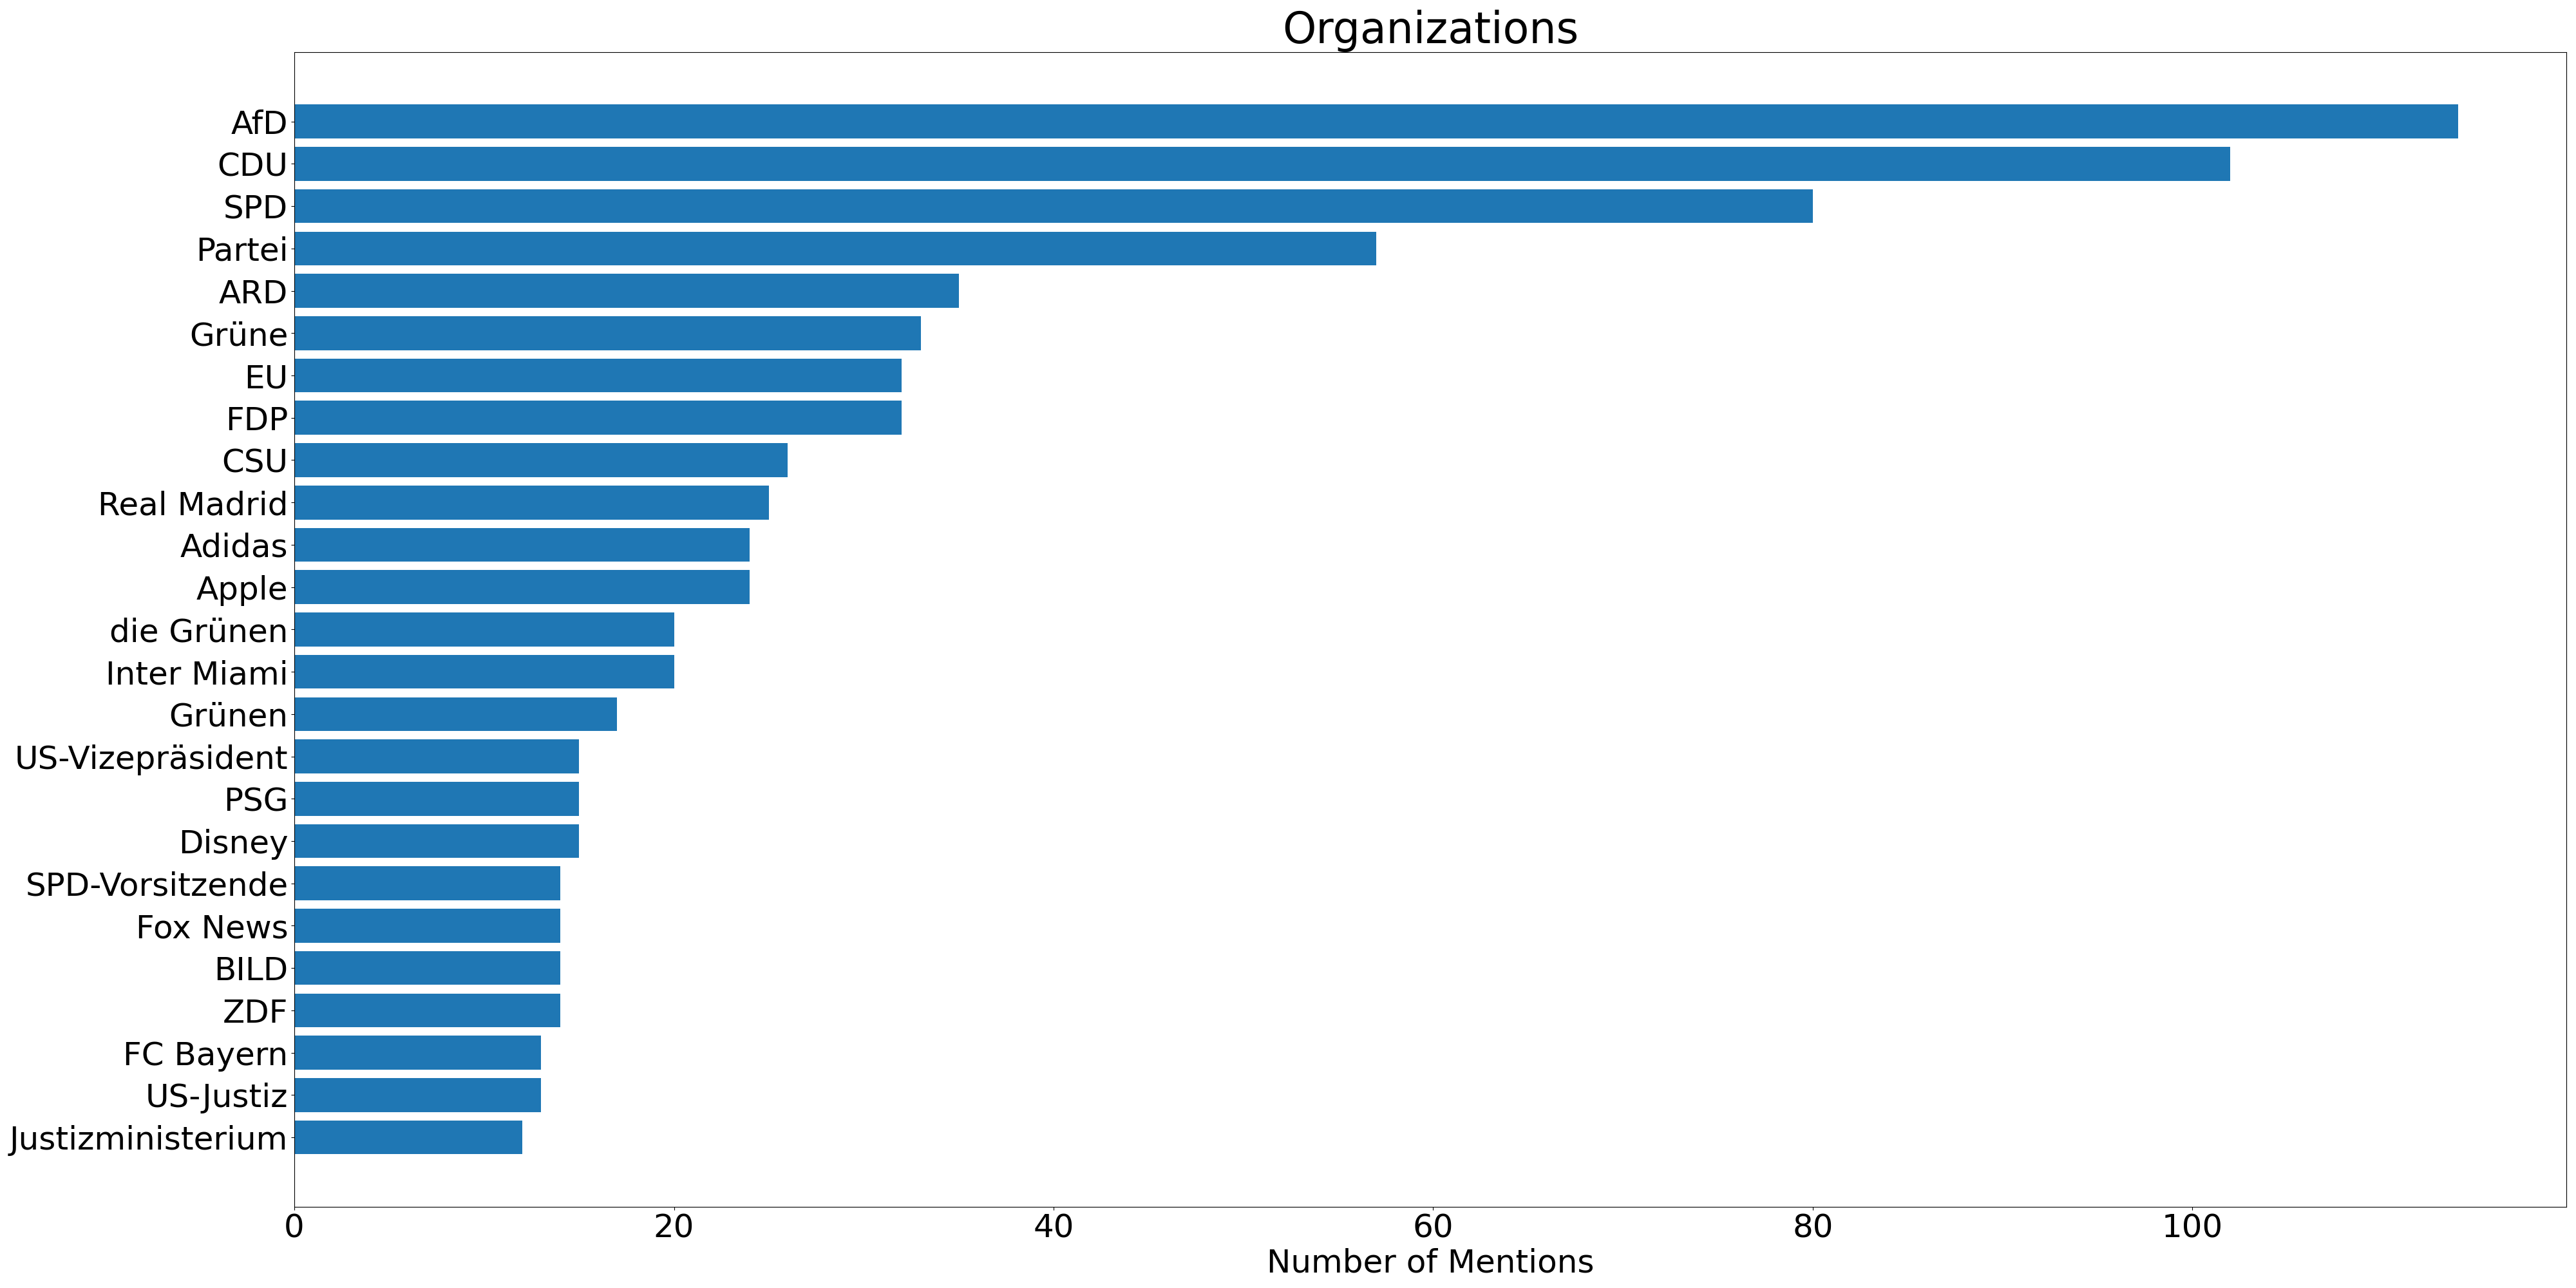 Organizations
AfD
CDU
SPD
Partei
ARD
Grüne
EU
FDP
CSU
Real Madrid
Adidas
Apple
die Grünen
Inter Miami
Grünen
US-Vizepräsident
PSG
Disney
SPD-Vorsitzende
Fox News
BILD
ZDF
FC Bayern
US-Justiz
Justizministerium
0 20 40 60 80 100
Number of Mentions